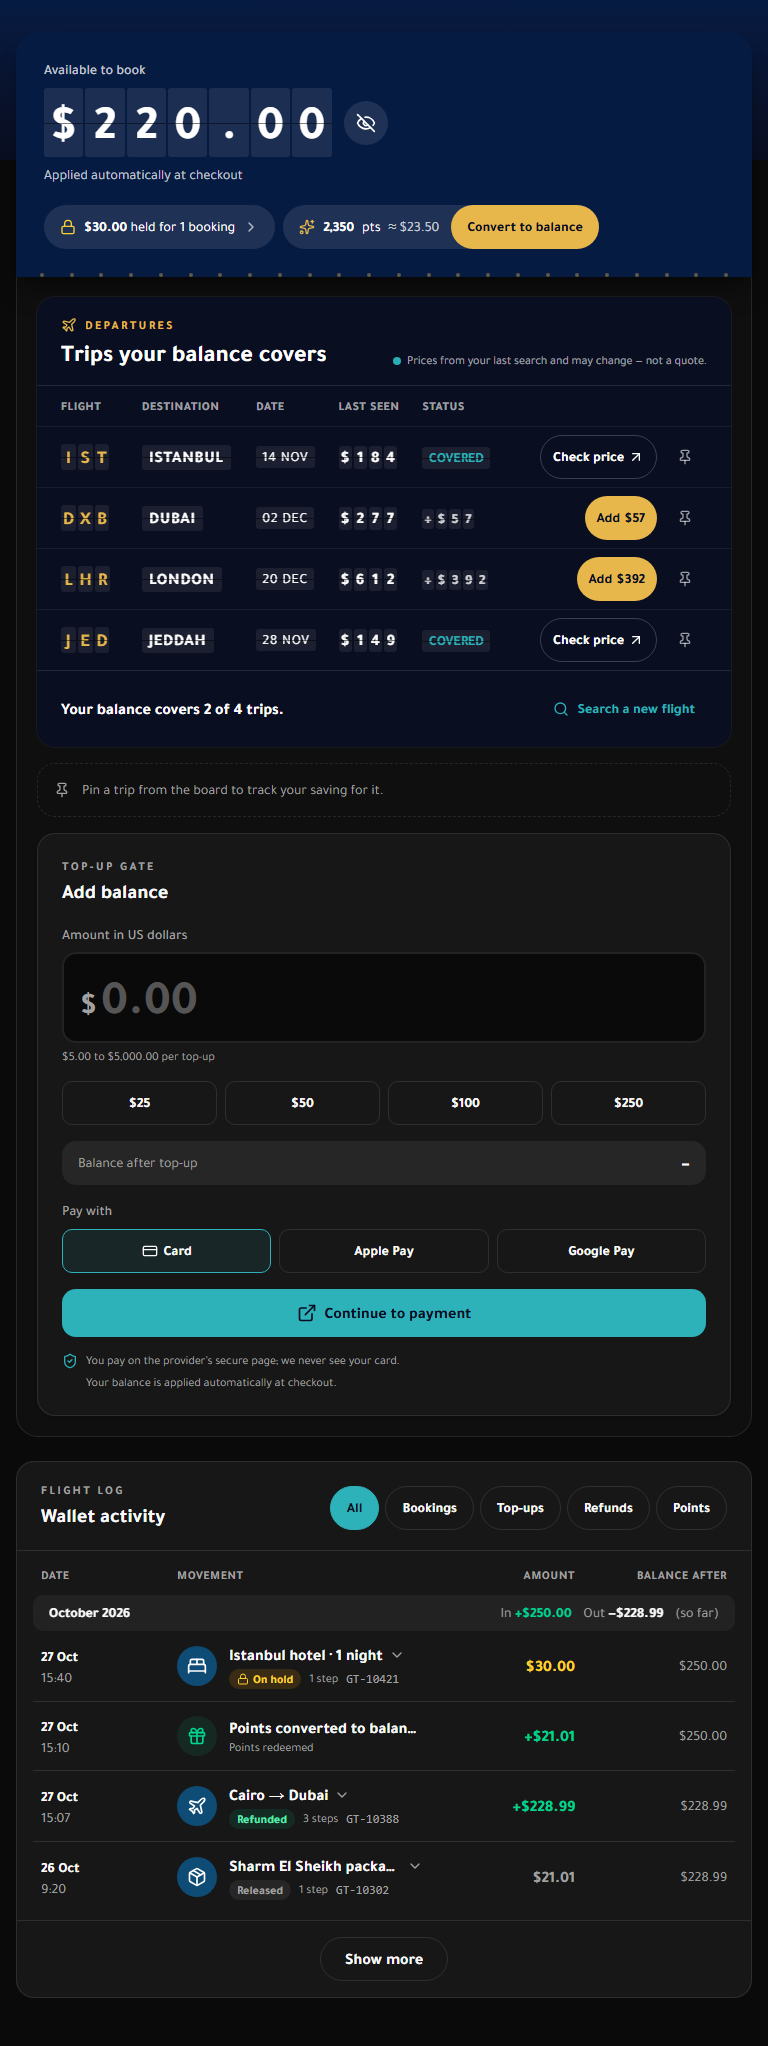 Available to book
$220.00
Applied automatically at checkout
$30.00 held for 1 booking
2,350 pts ≈ $23.50 Convert to balance
DEPARTURES
Trips your balance covers
Prices from your last search and may change – not a quote.
FLIGHT DESTINATION DATE LAST SEEN STATUS
IST ISTANBUL 14 NOV $184 COVERED Check price
DXB DUBAI 02 DEC $277 +$57 Add $57
LHR LONDON 20 DEC $612 +$392 Add $392
JED JEDDAH 28 NOV $149 COVERED Check price
Your balance covers 2 of 4 trips.
Search a new flight
Pin a trip from the board to track your saving for it.
TOP-UP GATE
Add balance
Amount in US dollars
$ 0.00
$5.00 to $5,000.00 per top-up
$25 $50 $100 $250
Balance after top-up –
Pay with
Card Apple Pay Google Pay
Continue to payment
You pay on the provider's secure page; we never see your card.
Your balance is applied automatically at checkout.
FLIGHT LOG
Wallet activity
All Bookings Top-ups Refunds Points
DATE MOVEMENT AMOUNT BALANCE AFTER
October 2026 In +$250.00 Out –$228.99 (so far)
27 Oct Istanbul hotel · 1 night $30.00 $250.00
15:40 On hold 1 step GT-10421
27 Oct Points converted to balan… +$21.01 $250.00
15:10 Points redeemed
27 Oct Cairo → Dubai +$228.99 $228.99
15:07 Refunded 3 steps GT-10388
26 Oct Sharm El Sheikh packa… $21.01 $228.99
9:20 Released 1 step GT-10302
Show more